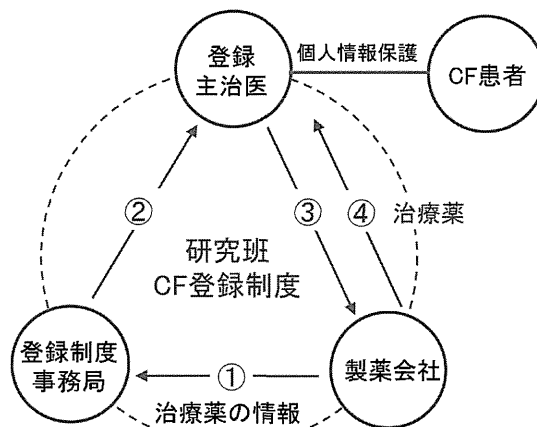 登録
主治医
個人情報保護
CF患者
②
③
④
治療薬
研究班
CF登録制度
登録制度
事務局
①
製薬会社
治療薬の情報